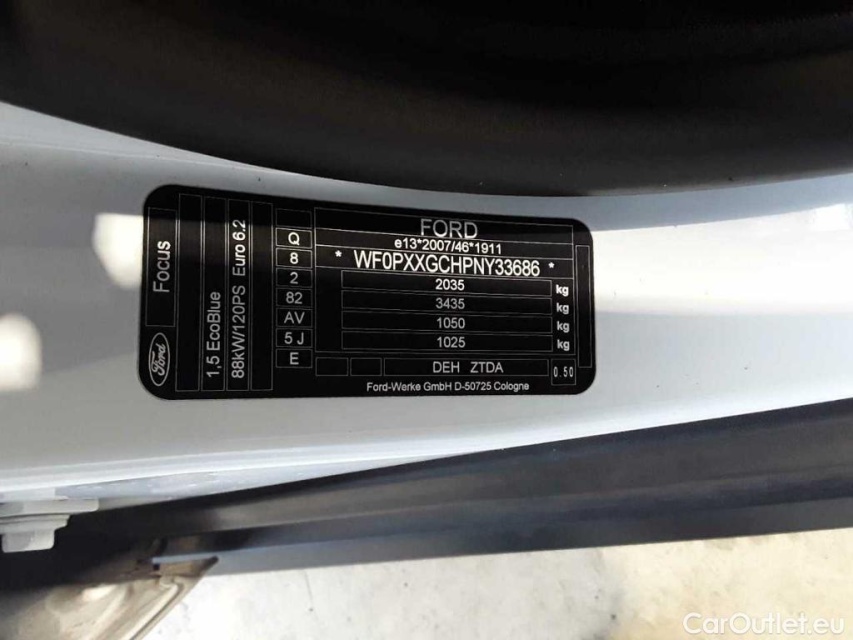 FORD
e13*2007/46*1911
* WF0PXXGCHPNY33686 *
2035 kg
3435 kg
1050 kg
1025 kg
DEH ZTDA
0.50
Ford-Werke GmbH D-50725 Cologne
Q
8
2
82
AV
5J
E
Focus
Ford
1,5 EcoBlue
88kW/120PS Euro 6.2
CarOutlet.eu